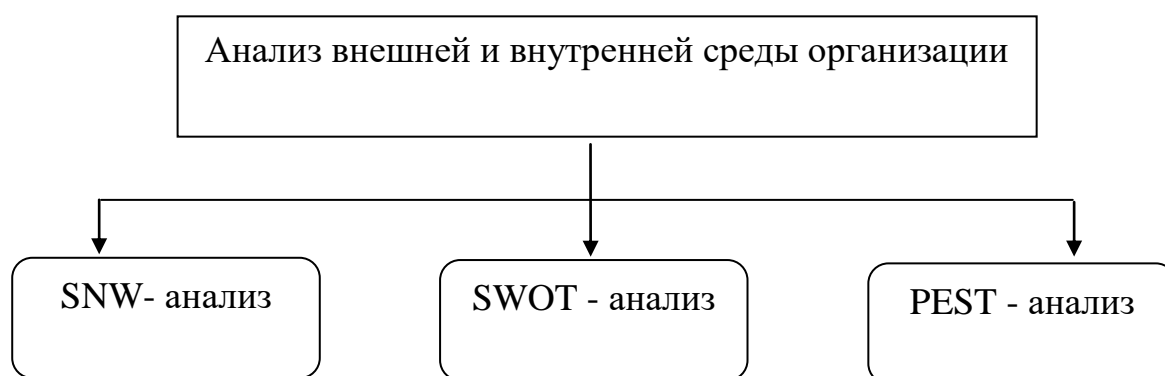 Анализ внешней и внутренней среды организации
SNW- анализ
SWOT - анализ
PEST - анализ